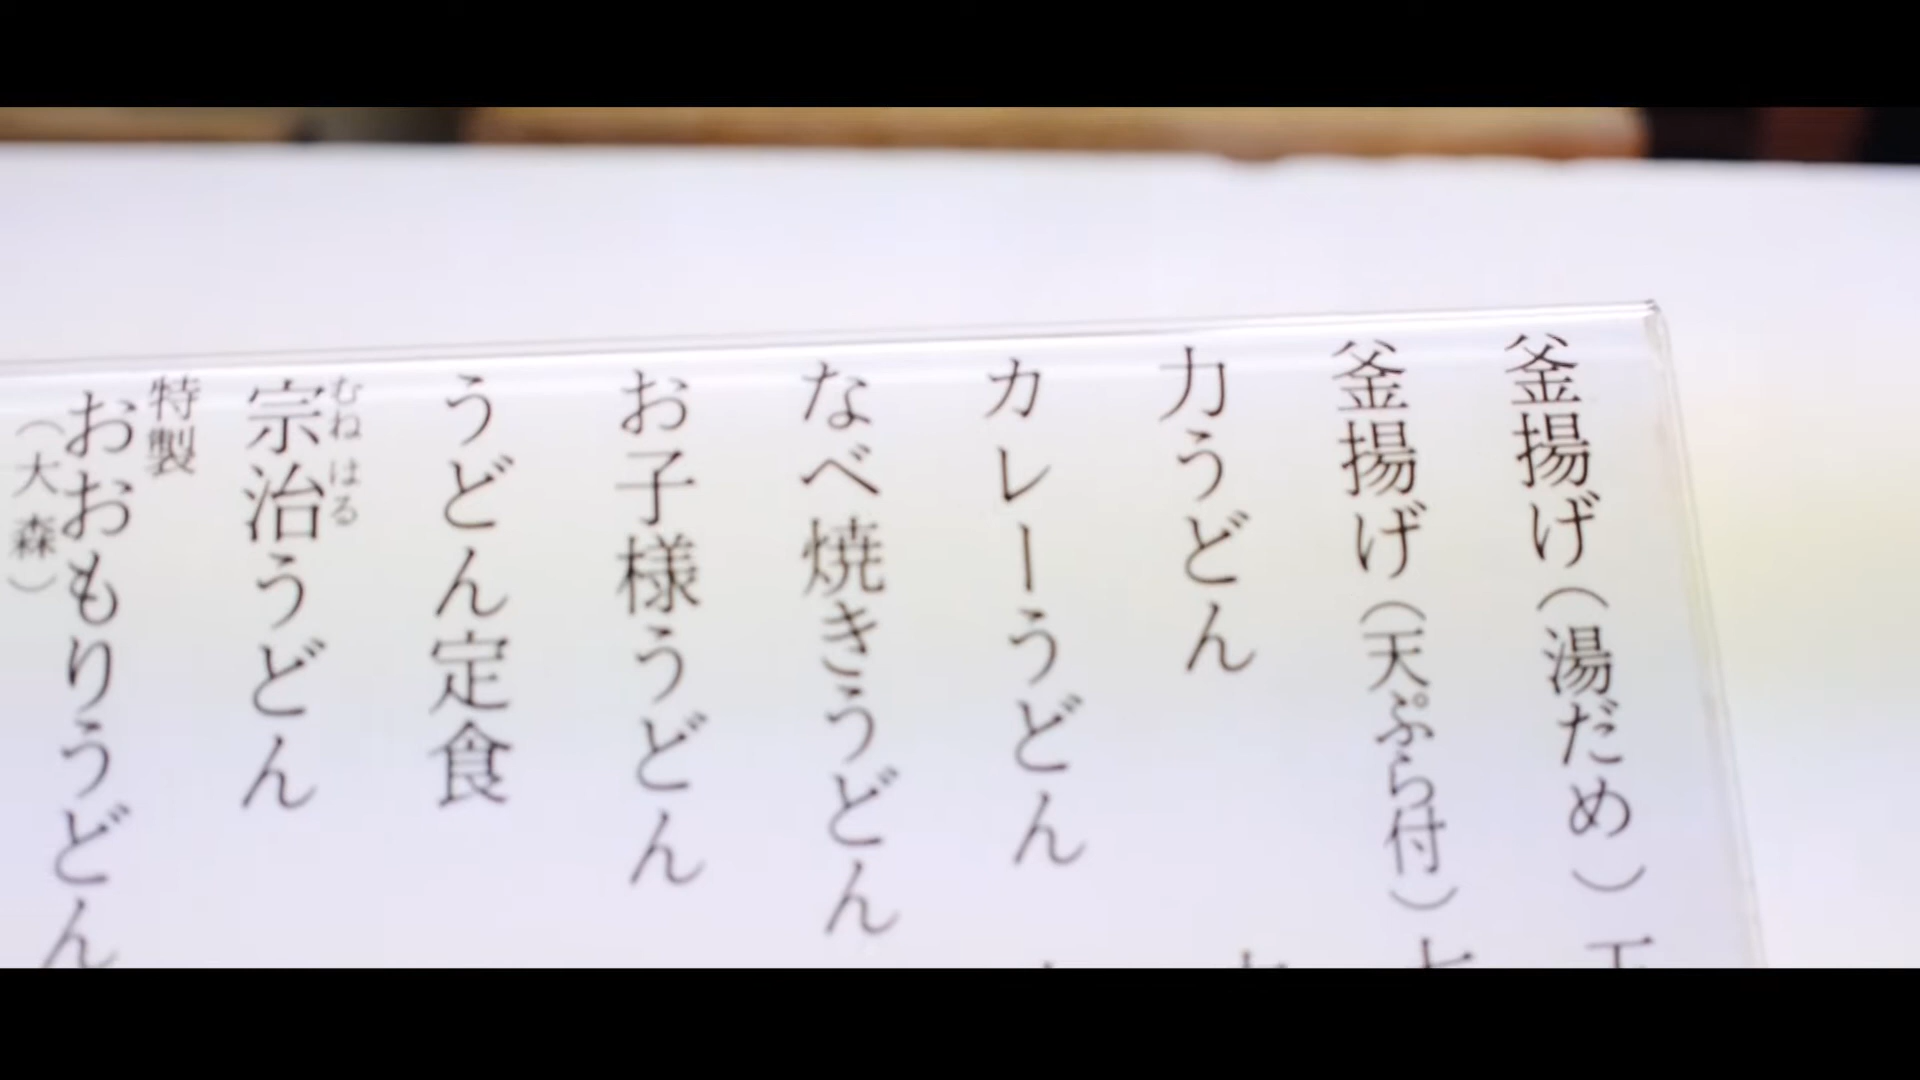 釜揚げ（湯だめ）
釜揚げ（天ぷら付）
力うどん
カレーうどん
なべ焼きうどん
お子様うどん
うどん定食
むねはる
宗治うどん
特製
おおもりうどん
（大森）